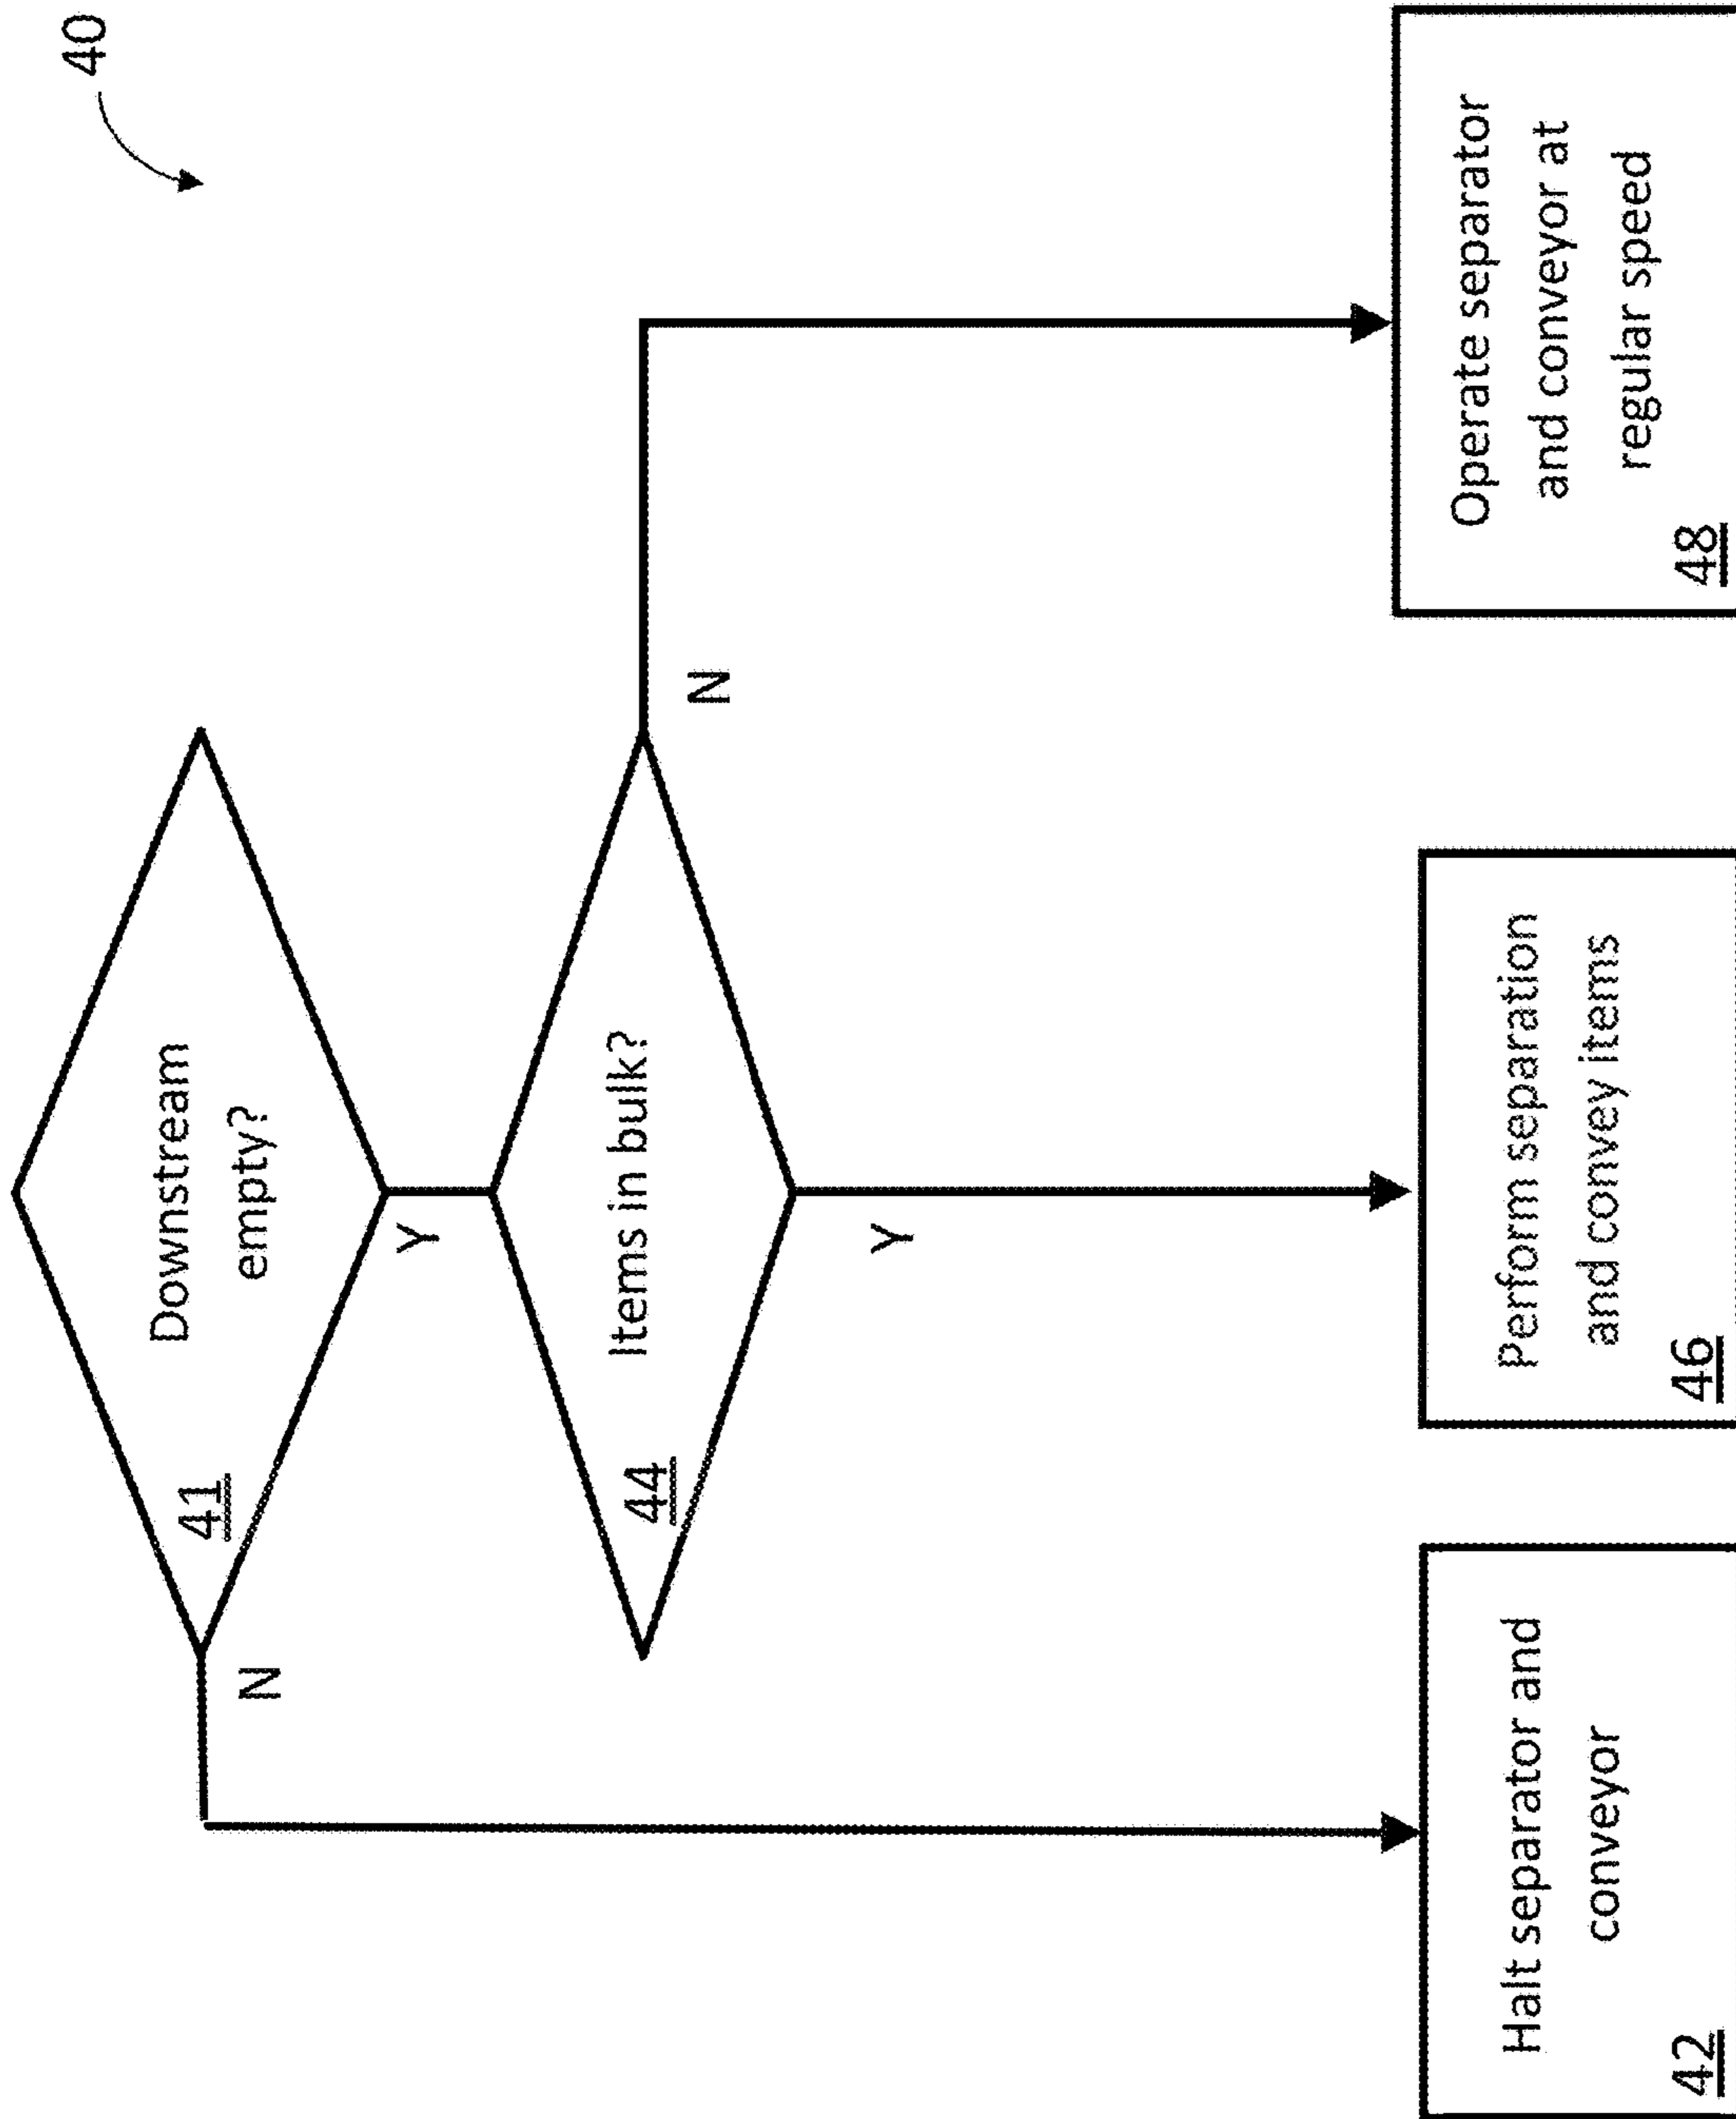 40
Downstream
empty?
41
N
Y
Items in bulk?
44
N
Y
Halt separator and
conveyor
42
Perform separation
and convey items
46
Operate separator
and conveyor at
regular speed
48